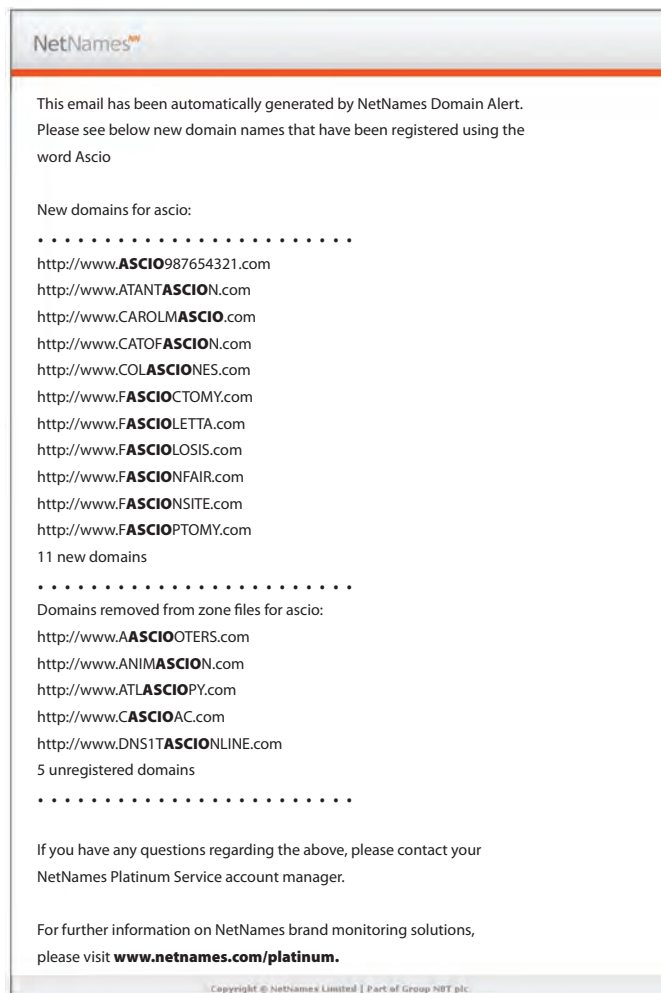 NetNames NN
This email has been automatically generated by NetNames Domain Alert.
Please see below new domain names that have been registered using the
word Ascio
New domains for ascio:
• • • • • • • • • • • • • • • • • • • • • • • •
http://www.ASCIO987654321.com
http://www.ATANTASCION.com
http://www.CAROLMASCIO.com
http://www.CATOFASCION.com
http://www.COLASCIONES.com
http://www.FASCIOCTOMY.com
http://www.FASCIOLETTA.com
http://www.FASCIOLOSIS.com
http://www.FASCIONFAIR.com
http://www.FASCIONSITE.com
http://www.FASCIOPTOMY.com
11 new domains
• • • • • • • • • • • • • • • • • • • • • • • •
Domains removed from zone files for ascio:
http://www.AASCIOOTERS.com
http://www.ANIMASCION.com
http://www.ATLASCIOPY.com
http://www.CASCIOAC.com
http://www.DNS1TASCIONLINE.com
5 unregistered domains
• • • • • • • • • • • • • • • • • • • • • • • •
If you have any questions regarding the above, please contact your
NetNames Platinum Service account manager.
For further information on NetNames brand monitoring solutions,
please visit www.netnames.com/platinum.
Copyright © NetNames Limited | Part of Group NBT plc